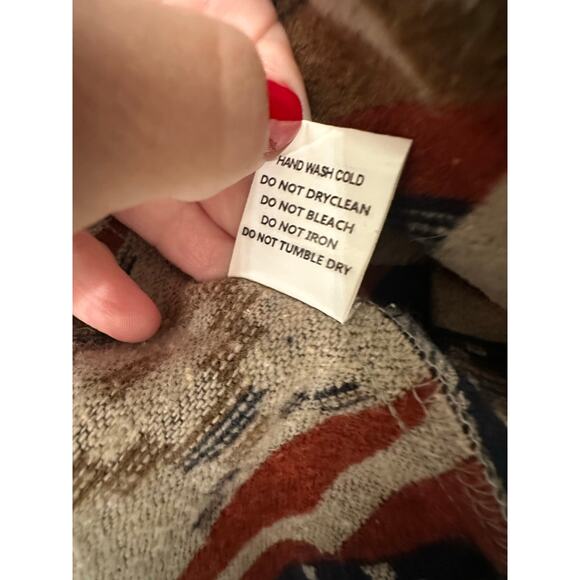 HAND WASH COLD
DO NOT DRYCLEAN
DO NOT BLEACH
DO NOT IRON
DO NOT TUMBLE DRY